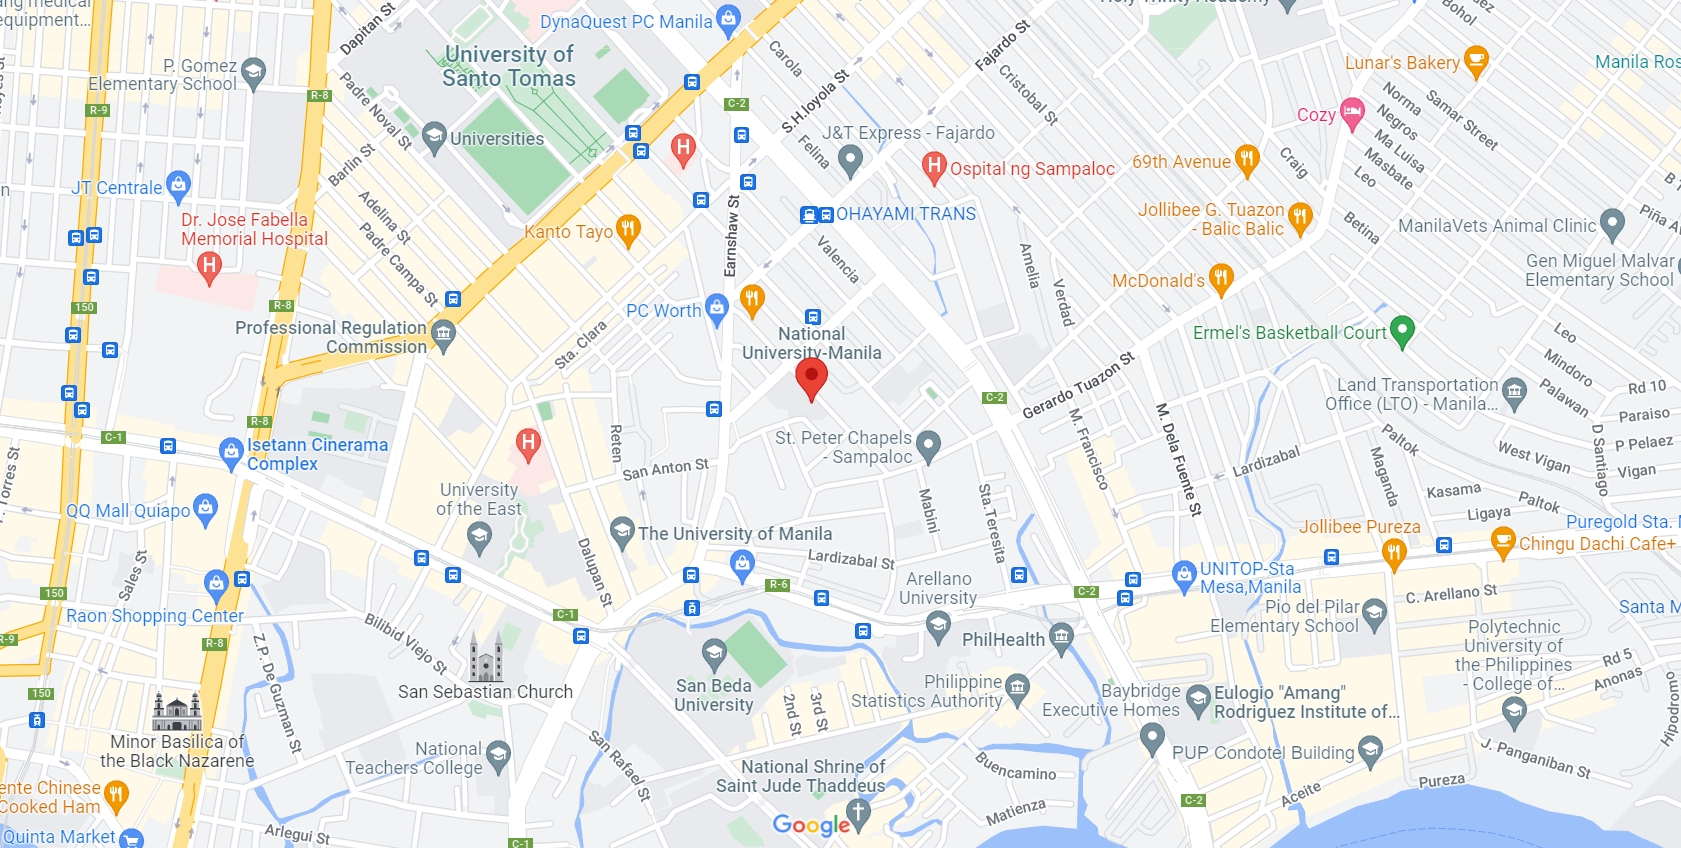 equipment...
Dapitan St
DynaQuest PC Manila
University of
Santo Tomas
P. Gomez
Elementary School
R-9
R-8
Padre Noval St
Universities
Barlin St
Adelina St
Padre Campa St
JT Centrale
Dr. Jose Fabella
Memorial Hospital
Kanto Tayo
Carola
S.H.loyola St
Felina
C-2
Fajardo St
Cristobal St
J&T Express - Fajardo
Ospital ng Sampaloc
OHAYAMI TRANS
Earnshaw St
Valencia
Lunar's Bakery
Bohol
Manila Ros
Cozy
Norma
Negros
Samar Street
Ma Luisa
Masbate
Leo
Craig
69th Avenue
Jollibee G. Tuazon
- Balic Balic
Betina
ManilaVets Animal Clinic
Piña A
Gen Miguel Malvar
Elementary School
McDonald's
Amelia
Verdad
150
R-8
PC Worth
Professional Regulation
Commission
Sta. Clara
National
University-Manila
Ermel's Basketball Court
Leo
Mindoro
Palawan
Rd 10
Paraiso
P Pelaez
Vigan
Land Transportation
Office (LTO) - Manila...
D Santiago
Gerardo Tuazon St
C-2
M. Francisco
M. Dela Fuente St
Lardizabal
Paltok
West Vigan
Maganda
Kasama
Paltok
Ligaya
R-8
C-1
Isetann Cinerama
Complex
Torres St
Reten
San Anton St
St. Peter Chapels
- Sampaloc
Mabini
Sta.Teresita
QQ Mall Quiapo
University
of the East
The University of Manila
Lardizabal St
Dalupan St
Jollibee Pureza
Puregold Sta. M
Chingu Dachi Cafe+
Sales St
150
Raon Shopping Center
R-9
R-8
C-1
R-6
C-2
Arellano
University
UNITOP-Sta
Mesa,Manila
C. Arellano St
Pio del Pilar
Elementary School
Santa M
Polytechnic
University of
the Philippines
- College of...
Rd 5
Anonas
Bilibid Viejo St
Z.P. De Guzman St
San Sebastian Church
San Beda
University
2nd St
3rd St
PhilHealth
Philippine
Statistics Authority
Baybridge
Executive Homes
Eulogio "Amang"
Rodriguez Institute of...
Hipodromo
150
Minor Basilica of
the Black Nazarene
National
Teachers College
San Rafael St
National Shrine of
Saint Jude Thaddeus
Buencamino
Matienza
PUP Condotel Building
J. Panganiban St
Pureza
Aceite
C-2
ente Chinese
Cooked Ham
Quinta Market
Arlegui St
C-1
Google